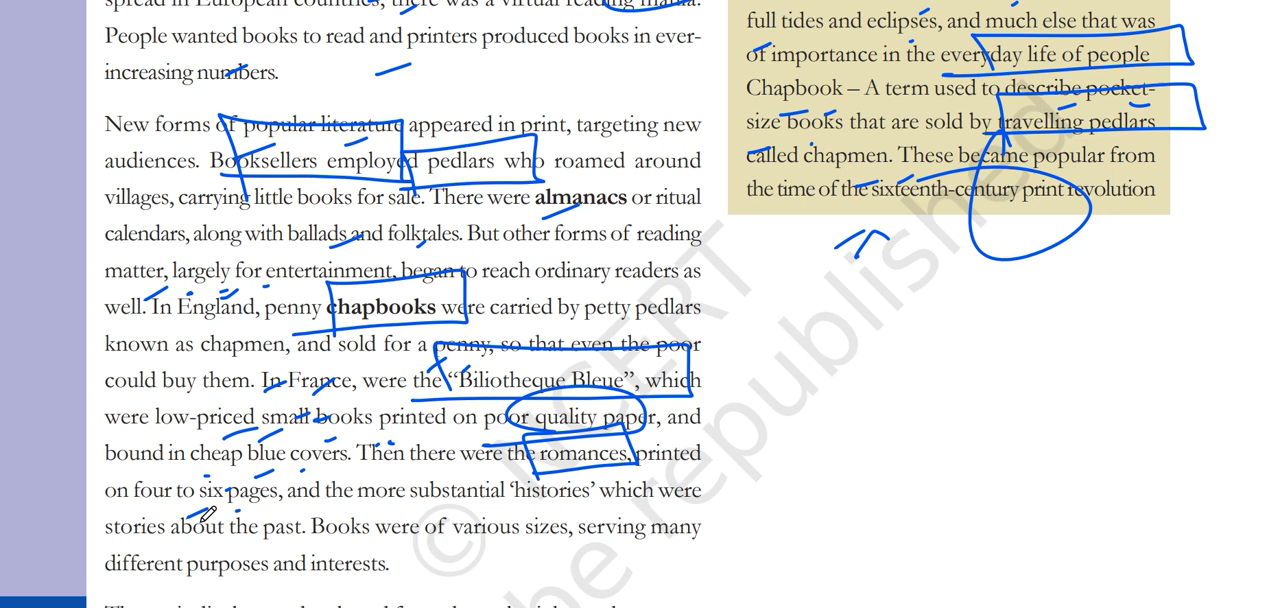 spread in European countries, there was a virtual reading mania.
People wanted books to read and printers produced books in ever-
increasing numbers.
New forms of popular literature appeared in print, targeting new
audiences. Booksellers employed pedlars who roamed around
villages, carrying little books for sale. There were almanacs or ritual
calendars, along with ballads and folktales. But other forms of reading
matter, largely for entertainment, began to reach ordinary readers as
well. In England, penny chapbooks were carried by petty pedlars
known as chapmen, and sold for a penny, so that even the poor
could buy them. In France, were the “Biliotheque Bleue”, which
were low-priced small books printed on poor quality paper, and
bound in cheap blue covers. Then there were the romances, printed
on four to six pages, and the more substantial ‘histories’ which were
stories about the past. Books were of various sizes, serving many
different purposes and interests.
full tides and eclipses, and much else that was
of importance in the everyday life of people
Chapbook – A term used to describe pocket-
size books that are sold by travelling pedlars
called chapmen. These became popular from
the time of the sixteenth-century print revolution
© NCERT
be republished